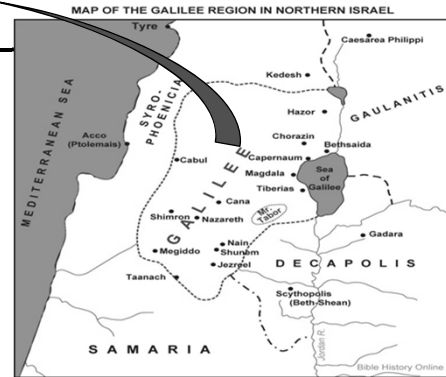 MAP OF THE GALILEE REGION IN NORTHERN ISRAEL
Tyre
Caesarea Philippi
Kedesh
MEDITERRANEAN SEA
SYRO-
PHOENICIA
Hazor
GAULANITIS
Acco
(Ptolemais)
Chorazin
Bethsaida
Cabul
Capernaum
Magdala
Sea
of
Galilee
Tiberias
GALILEE
Cana
Shimron
Nazareth
Mt.
Tabor
Gadara
Megiddo
Nain
Shunem
Jezreel
DECAPOLIS
Taanach
Scythopolis
(Beth-Shean)
SAMARIA
Jordan R.
Bible History Online